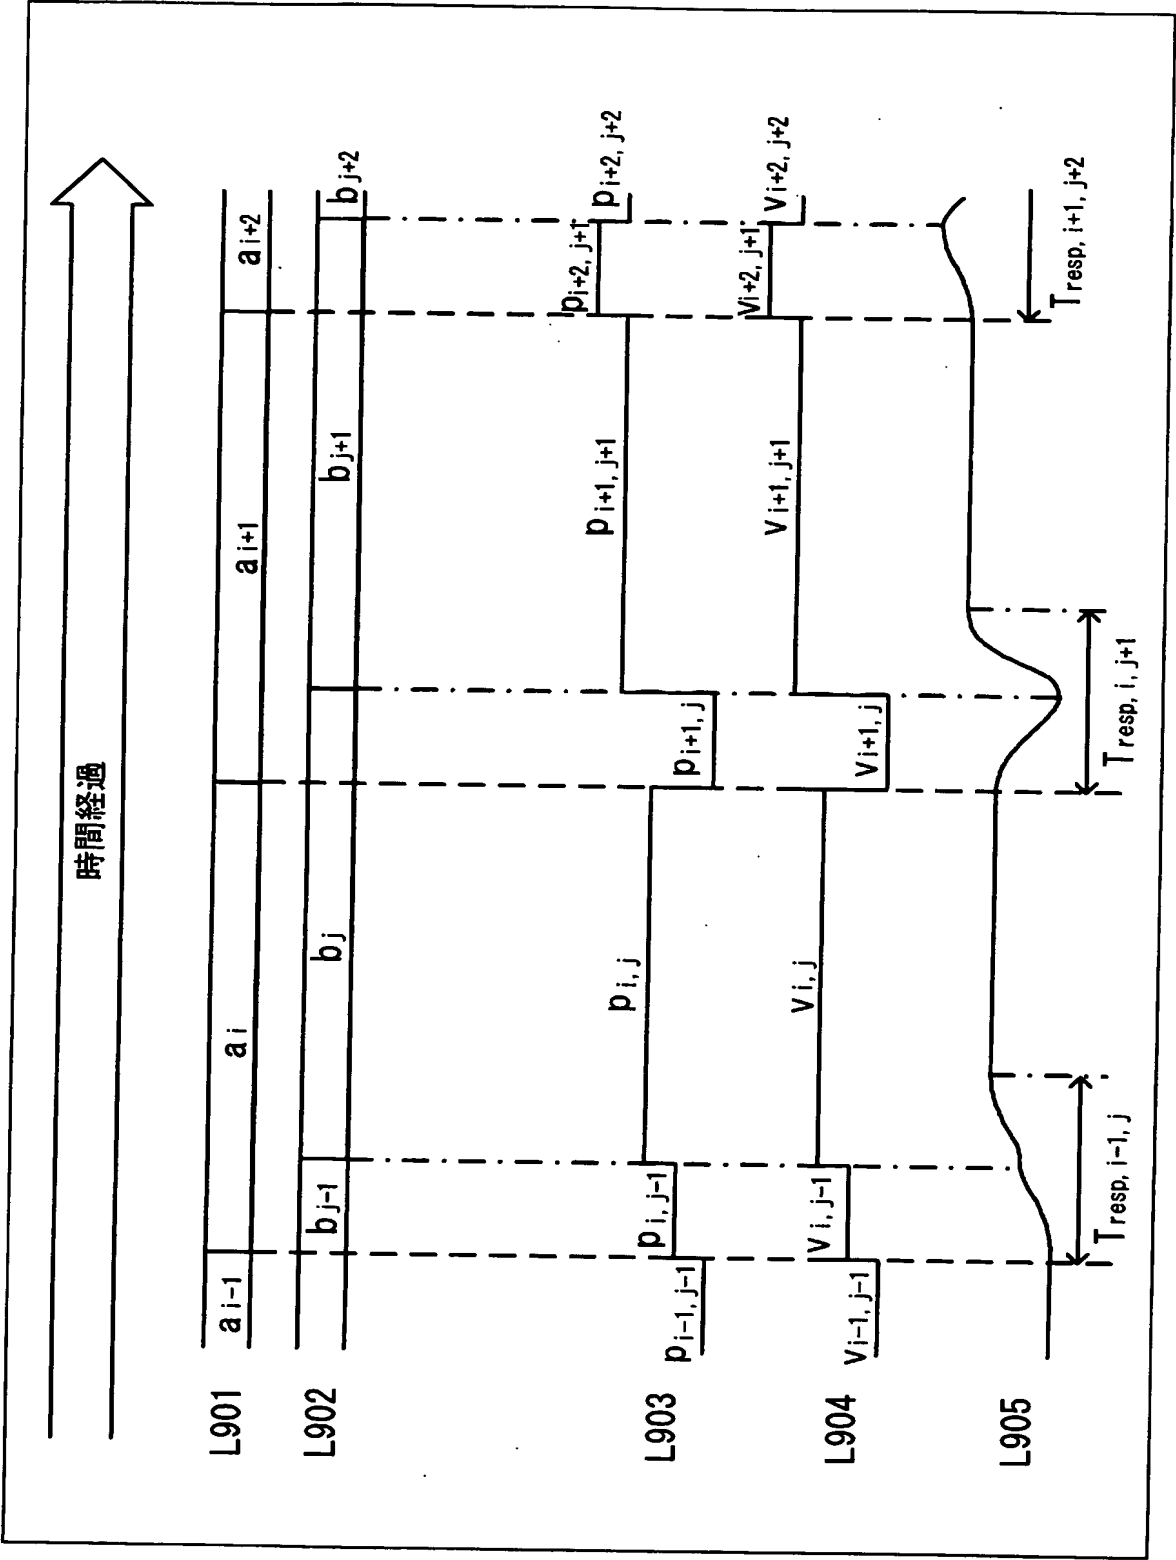 時間経過
L901
a i-1
a i
a i+1
a i+2
L902
b j-1
b j
b j+1
b j+2
L903
p i-1, j-1
p i, j-1
p i, j
p i+1, j
p i+1, j+1
p i+2, j+1
p i+2, j+2
L904
v i-1, j-1
v i, j-1
v i, j
v i+1, j
v i+1, j+1
v i+2, j+1
v i+2, j+2
L905
T resp, i-1, j
T resp, i, j+1
T resp, i+1, j+2